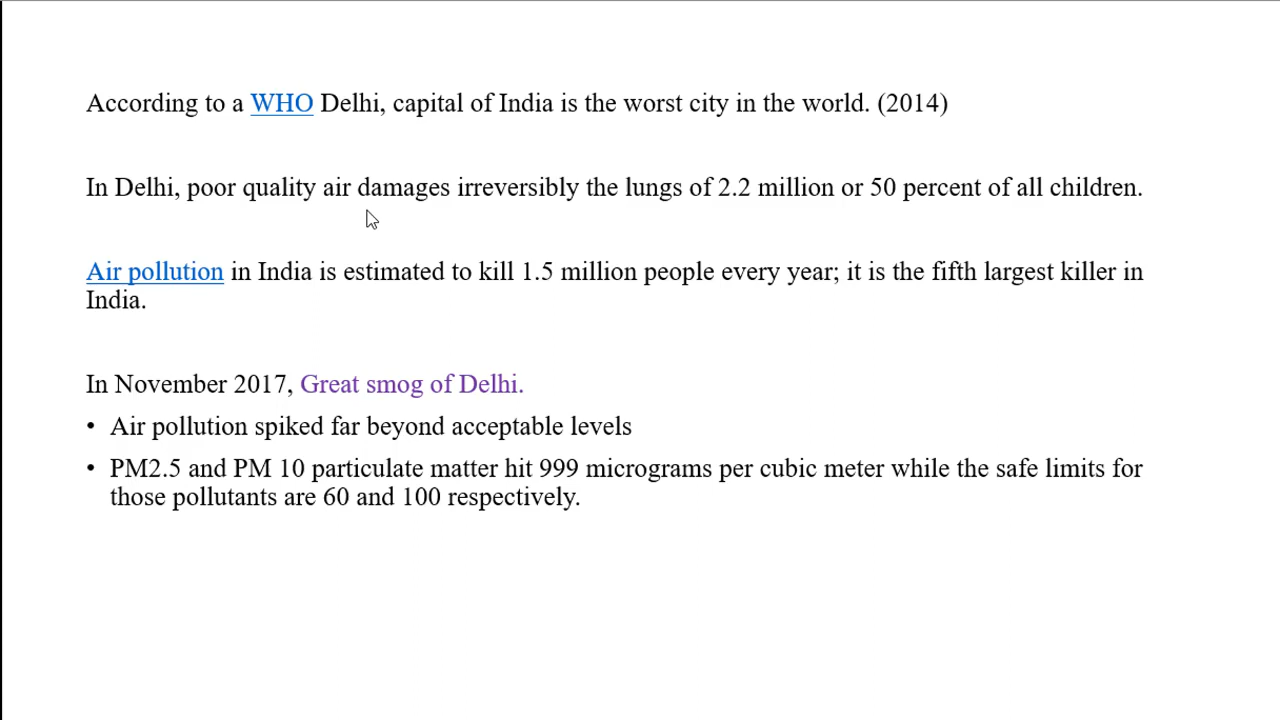 According to a WHO Delhi, capital of India is the worst city in the world. (2014)
In Delhi, poor quality air damages irreversibly the lungs of 2.2 million or 50 percent of all children.
Air pollution in India is estimated to kill 1.5 million people every year; it is the fifth largest killer in
India.
In November 2017, Great smog of Delhi.
• Air pollution spiked far beyond acceptable levels
• PM2.5 and PM 10 particulate matter hit 999 micrograms per cubic meter while the safe limits for
those pollutants are 60 and 100 respectively.